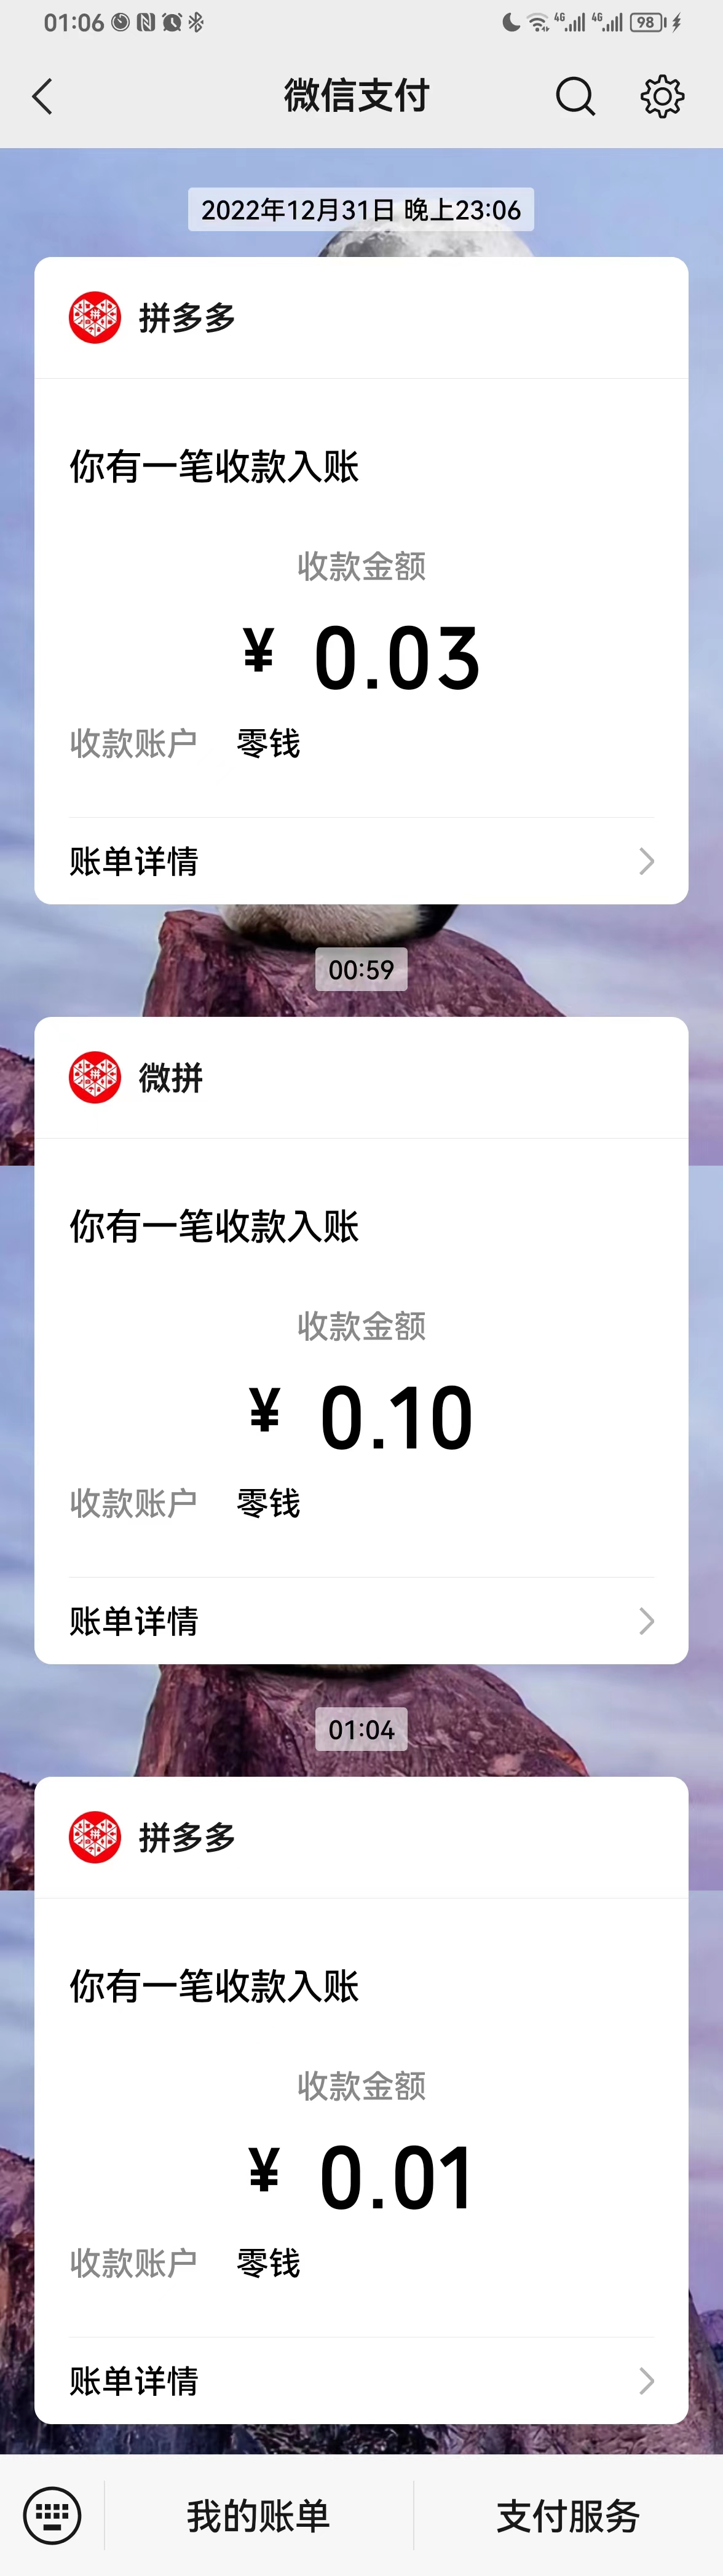 01:06
4G 4G 98
微信支付
2022年12月31日 晚上23:06
拼多多
你有一笔收款入账
收款金额
¥ 0.03
收款账户 零钱
账单详情
00:59
微拼
你有一笔收款入账
收款金额
¥ 0.10
收款账户 零钱
账单详情
01:04
拼多多
你有一笔收款入账
收款金额
¥ 0.01
收款账户 零钱
账单详情
我的账单 支付服务